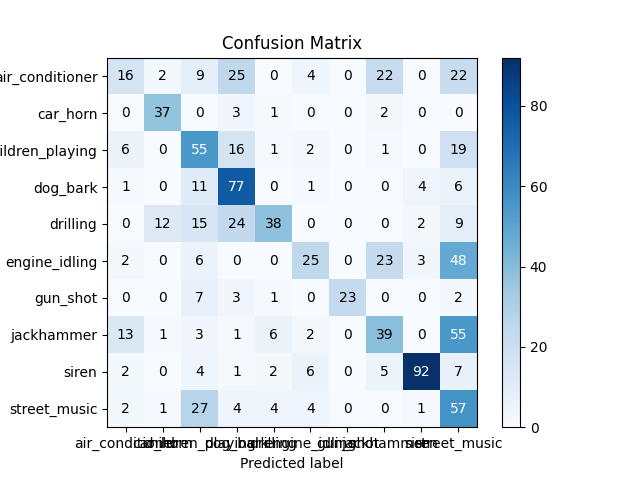 Confusion Matrix
air_conditioner 16 2 9 25 0 4 0 22 0 22
car_horn 0 37 0 3 1 0 0 2 0 0
ildren_playing 6 0 55 16 1 2 0 1 0 19
dog_bark 1 0 11 77 0 1 0 0 4 6
drilling 0 12 15 24 38 0 0 0 2 9
engine_idling 2 0 6 0 0 25 0 23 3 48
gun_shot 0 0 7 3 1 0 23 0 0 2
jackhammer 13 1 3 1 6 2 0 39 0 55
siren 2 0 4 1 2 6 0 5 92 7
street_music 2 1 27 4 4 4 0 0 1 57
80
60
40
20
0
street_music
Predicted label